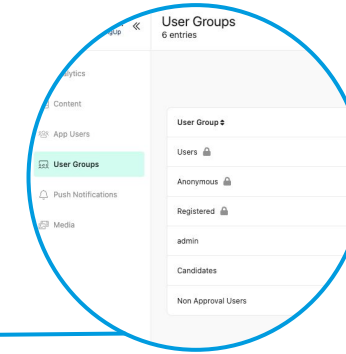 User Groups
6 entries
Content
App Users
User Groups
Push Notifications
Media
User Group
Users
Anonymous
Registered
admin
Candidates
Non Approval Users